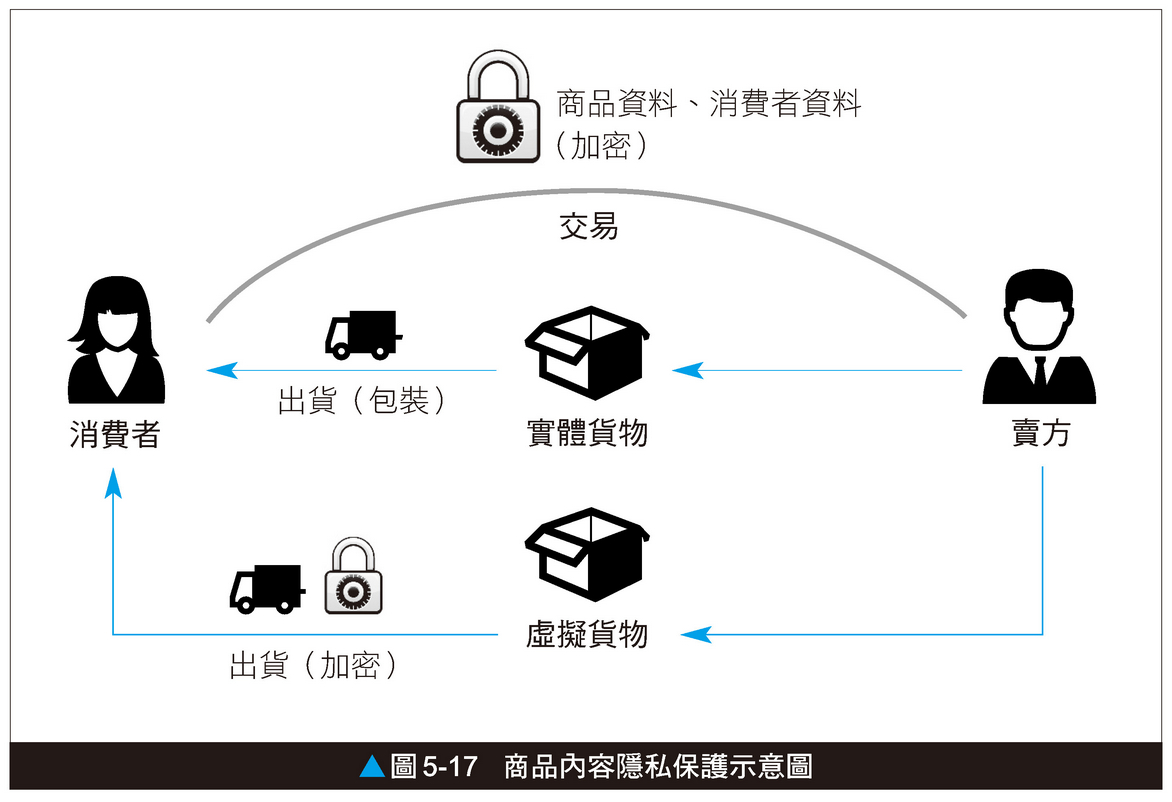 商品資料、消費者資料
（加密）
交易
出貨（包裝）
消費者
實體貨物
賣方
出貨（加密）
虛擬貨物
▲圖5-17　商品內容隱私保護示意圖